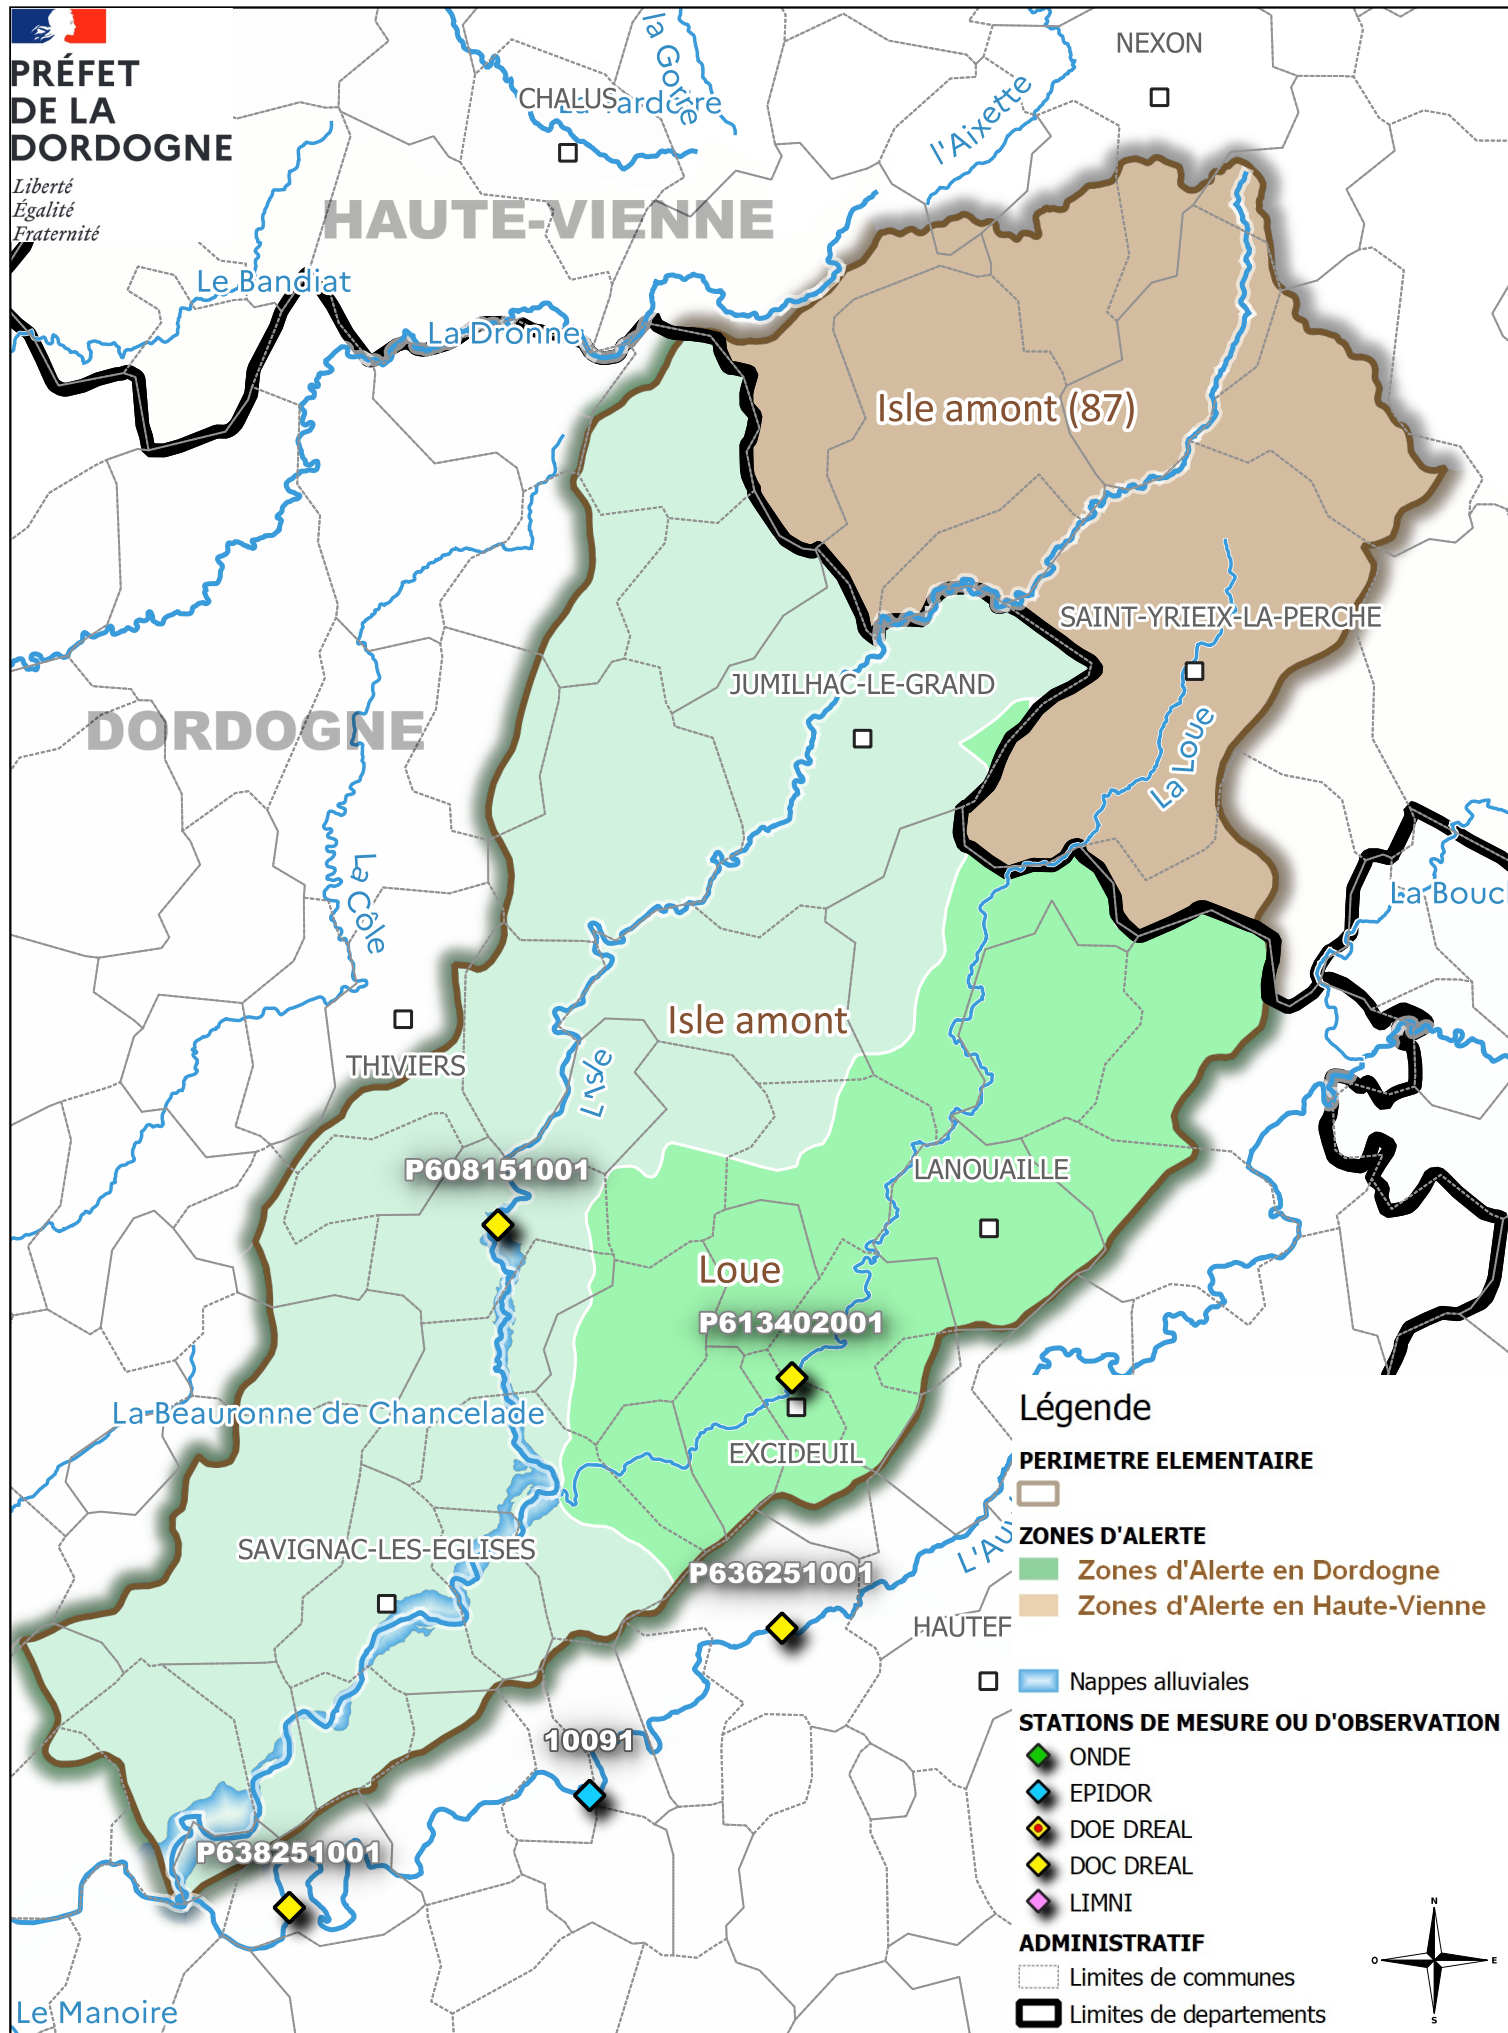 PRÉFET
DE LA
DORDOGNE
Liberté
Égalité
Fraternité
la Gorre
NEXON
CHALUS
l'Aixette
HAUTE-VIENNE
Le Bandiat
La Dronne
Isle amont (87)
SAINT-YRIEIX-LA-PERCHE
JUMILHAC-LE-GRAND
DORDOGNE
La Loue
La Côle
La Bouc
Isle amont
THIVIERS
L'Isle
P608151001
LANOUAILLE
Loue
P613402001
La Beauronne de Chancelade
EXCIDEUIL
SAVIGNAC-LES-EGLISES
L'Au
P636251001
HAUTEF
10091
P638251001
Le Manoire
Légende
PERIMETRE ELEMENTAIRE
ZONES D'ALERTE
Zones d'Alerte en Dordogne
Zones d'Alerte en Haute-Vienne
Nappes alluviales
STATIONS DE MESURE OU D'OBSERVATION
ONDE
EPIDOR
DOE DREAL
DOC DREAL
LIMNI
ADMINISTRATIF
Limites de communes
Limites de departements
N
O
E
S